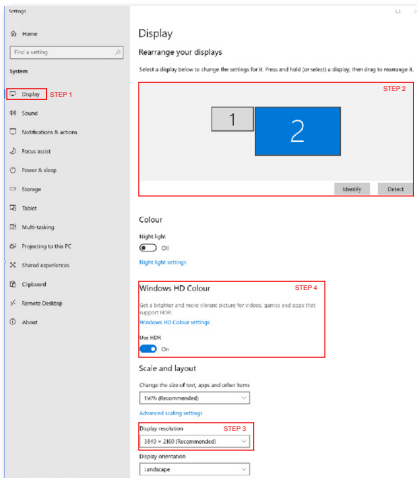 Settings
Home
Find a setting
System
Display STEP 1
Sound
Notifications & actions
Focus assist
Power & sleep
Storage
Tablet
Multi-tasking
Projecting to this PC
Shared experiences
Clipboard
Remote Desktop
About
Display
Rearrange your displays
Select a display below to change the settings for it. Press and hold (or select) a display, then drag to rearrange it.
STEP 2
1
2
Identify Detect
Colour
Night light
Off
Night light settings
Windows HD Colour STEP 4
Get a brighter and more vibrant picture for videos, games and apps that
support HDR.
Windows HD Colour settings
Use HDR
On
Scale and layout
Change the size of text, apps and other items
(Recommended)
Advanced scaling settings
Display resolution STEP 3
3840 × 2160 (Recommended)
Display orientation
Landscape